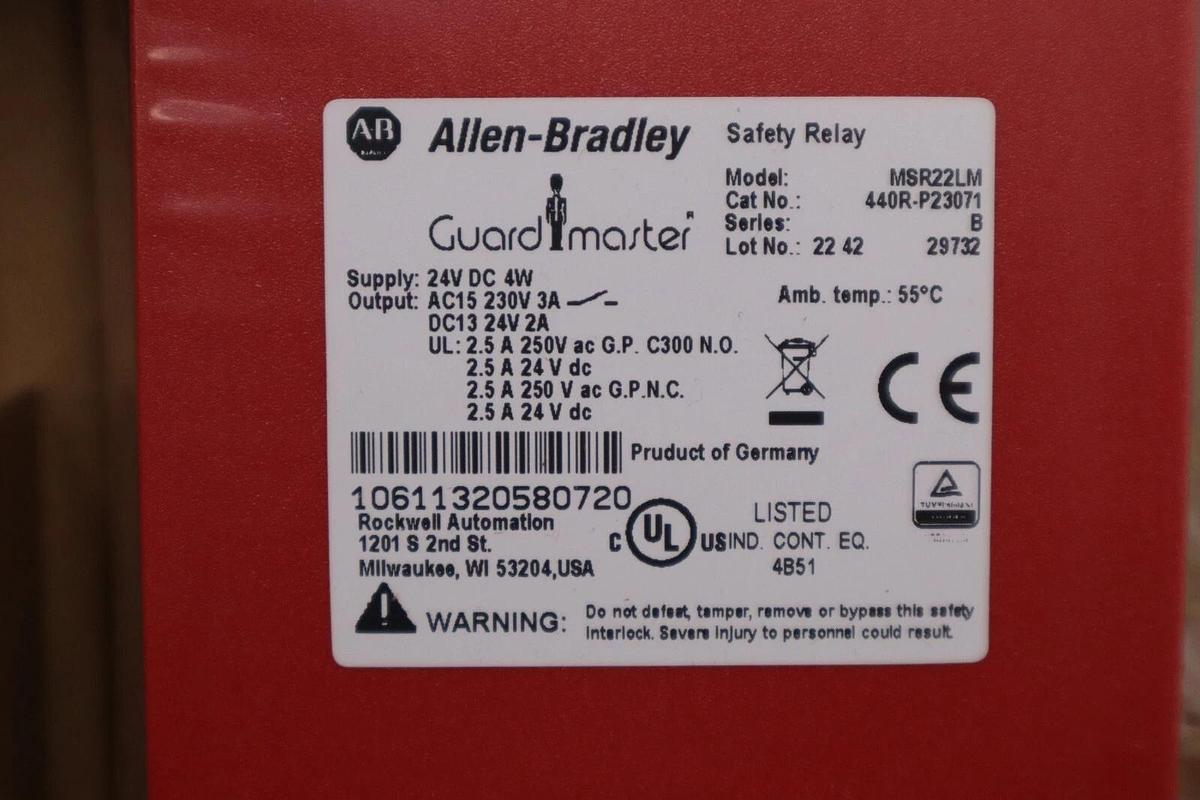 A·B
Allen-Bradley
Safety Relay
Guardmaster
Model: MSR22LM
Cat No.: 440R-P23071
Series: B
Lot No.: 22 42 29732
Supply: 24V DC 4W
Output: AC15 230V 3A
DC13 24V 2A
UL: 2.5 A 250V ac G.P. C300 N.O.
2.5 A 24 V dc
2.5 A 250 V ac G.P.N.C.
2.5 A 24 V dc
Amb. temp.: 55°C
CE
Pruduct of Germany
10611320580720
Rockwell Automation
1201 S 2nd St.
Milwaukee, WI 53204,USA
C UL US
LISTED
IND. CONT. EQ.
4B51
WARNING:
Do not defeat, tamper, remove or bypass this safety
interlock. Severe injury to personnel could result.